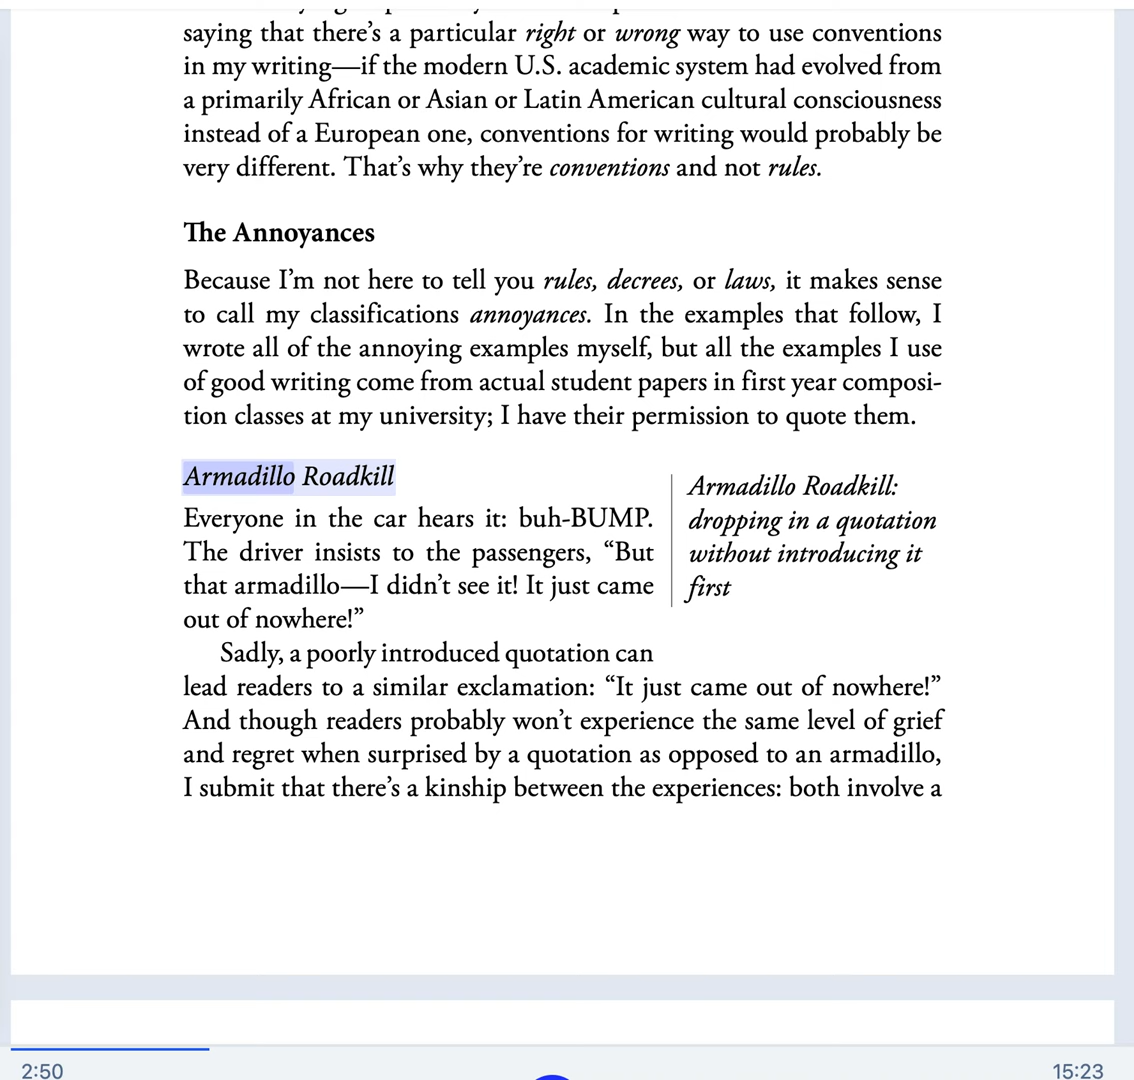 saying that there’s a particular right or wrong way to use conventions
in my writing—if the modern U.S. academic system had evolved from
a primarily African or Asian or Latin American cultural consciousness
instead of a European one, conventions for writing would probably be
very different. That’s why they’re conventions and not rules.
The Annoyances
Because I’m not here to tell you rules, decrees, or laws, it makes sense
to call my classifications annoyances. In the examples that follow, I
wrote all of the annoying examples myself, but all the examples I use
of good writing come from actual student papers in first year composi-
tion classes at my university; I have their permission to quote them.
Armadillo Roadkill
Everyone in the car hears it: buh-BUMP.
The driver insists to the passengers, “But
that armadillo—I didn’t see it! It just came
out of nowhere!”
Armadillo Roadkill:
dropping in a quotation
without introducing it
first
Sadly, a poorly introduced quotation can
lead readers to a similar exclamation: “It just came out of nowhere!”
And though readers probably won’t experience the same level of grief
and regret when surprised by a quotation as opposed to an armadillo,
I submit that there’s a kinship between the experiences: both involve a
2:50
15:23